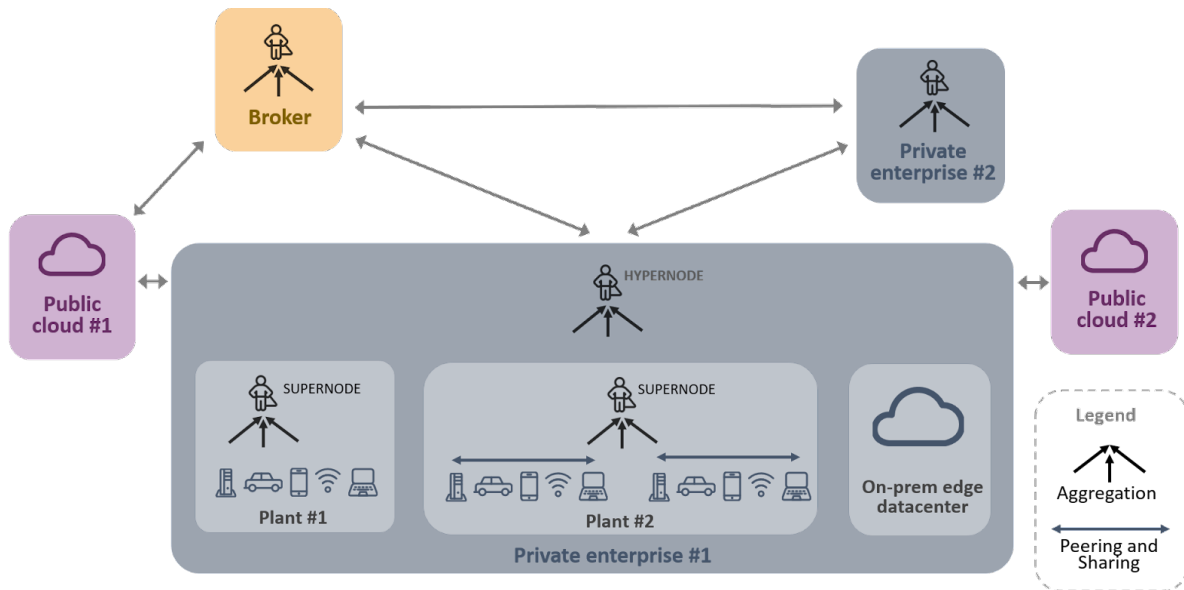 Broker
Private
enterprise #2
Public
cloud #1
HYPERNODE
Public
cloud #2
SUPERNODE
SUPERNODE
Plant #1
Plant #2
On-prem edge
datacenter
Private enterprise #1
Legend
Aggregation
Peering and
Sharing